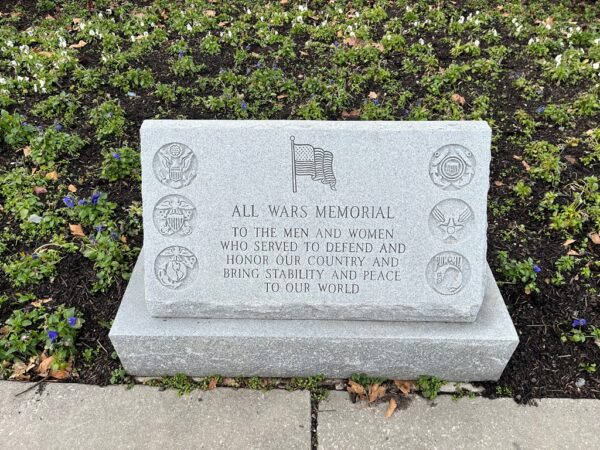 ALL WARS MEMORIAL
TO THE MEN AND WOMEN
WHO SERVED TO DEFEND AND
HONOR OUR COUNTRY AND
BRING STABILITY AND PEACE
TO OUR WORLD